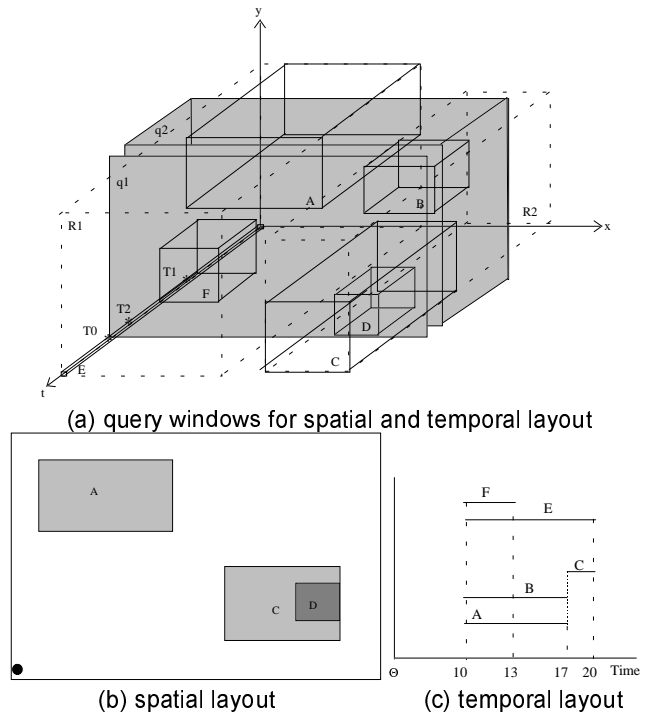 y
q2
q1
A
B
R1
R2
x
T1
F
T2
T0
D
C
E
t
(a) query windows for spatial and temporal layout
A
C
D
F
E
C
B
A
Θ 10 13 17 20 Time
(b) spatial layout
(c) temporal layout